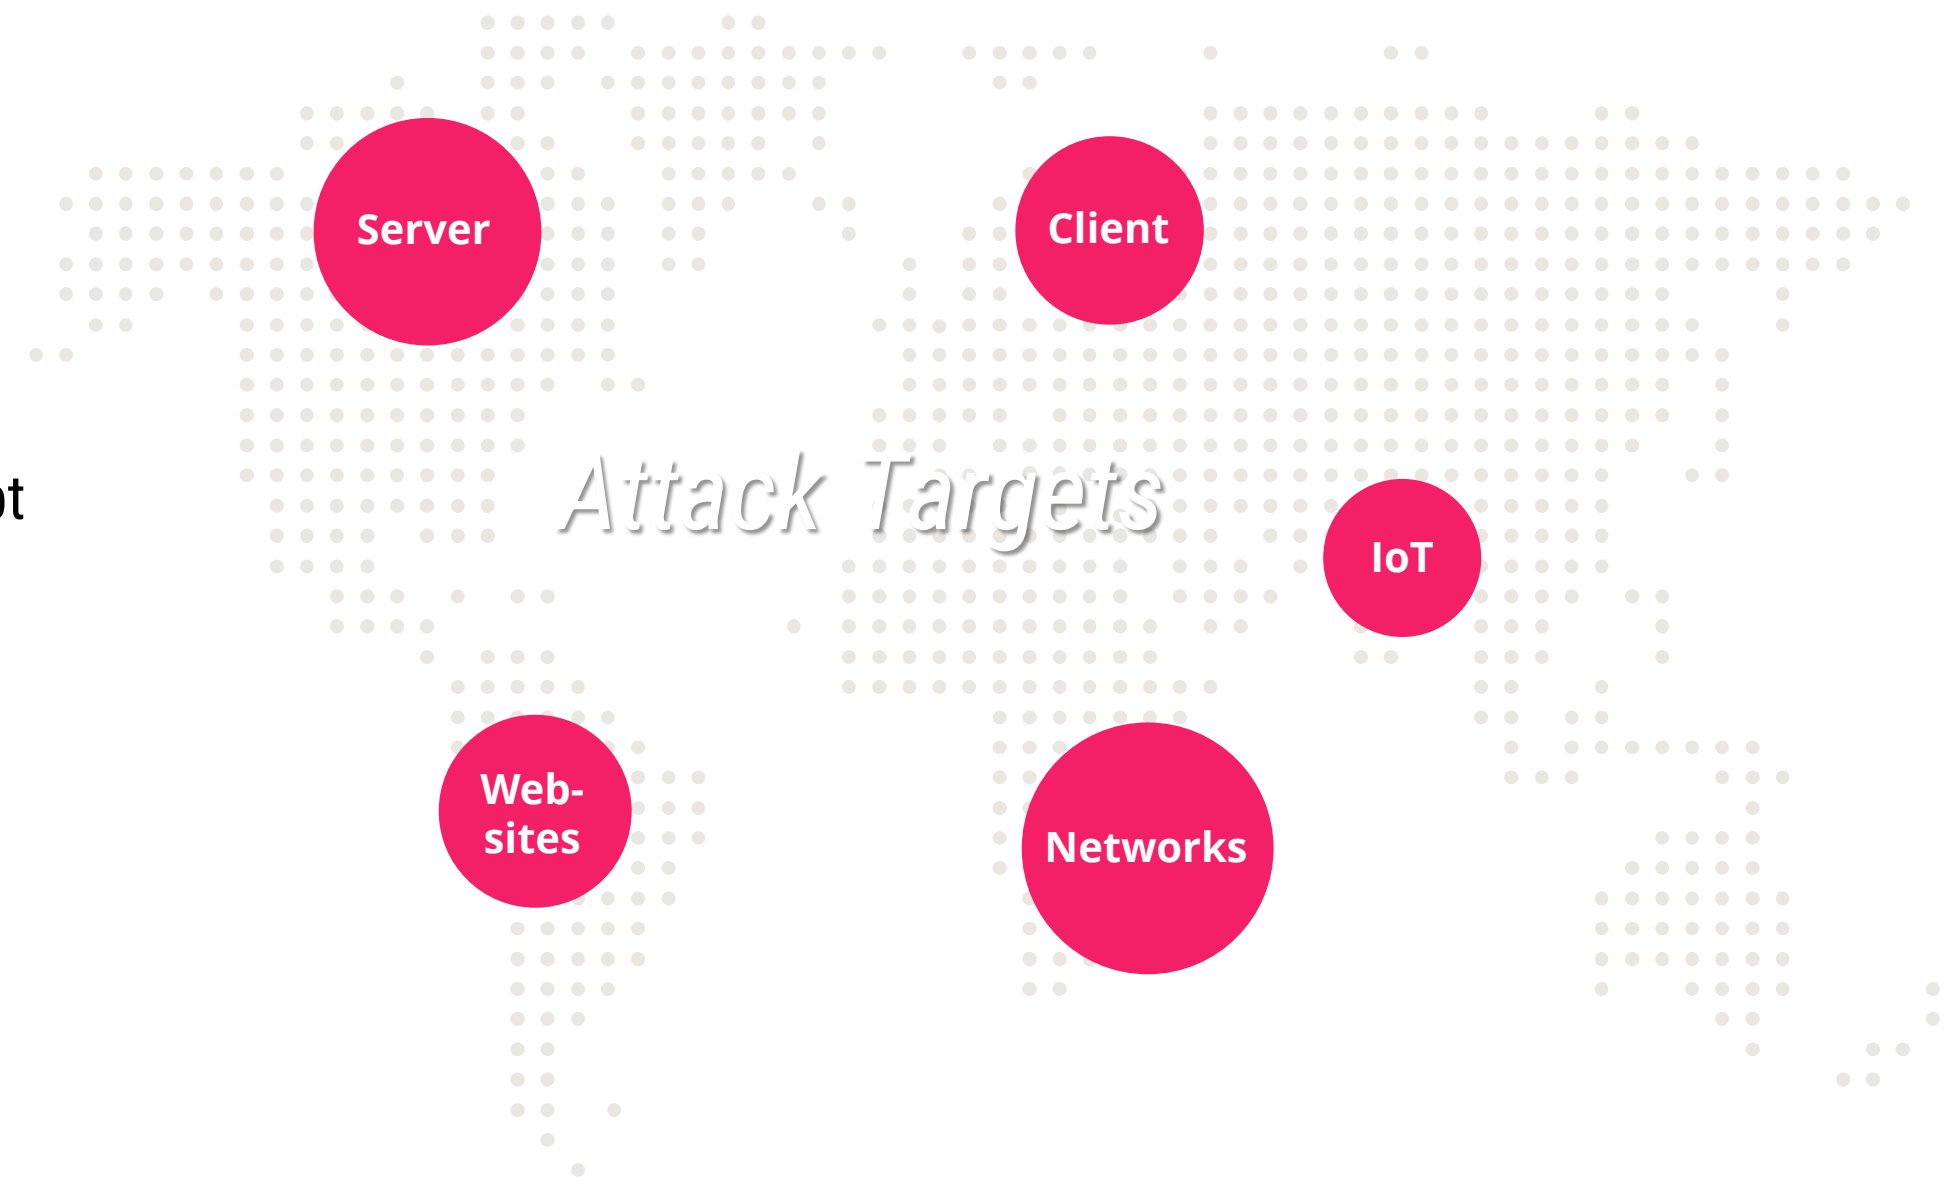 Server
Client
Attack Targets
IoT
Web-
sites
Networks